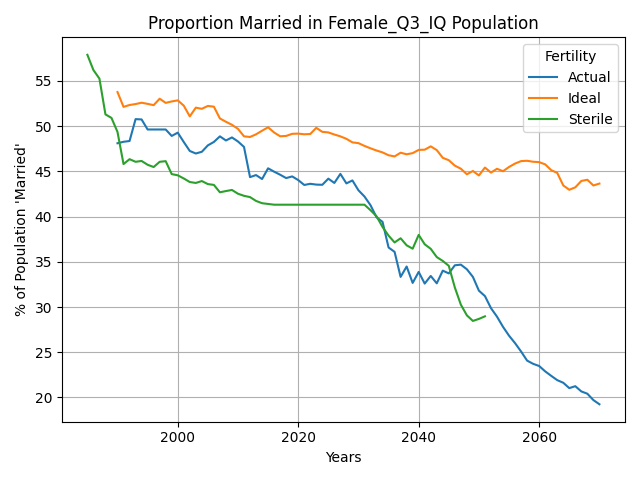 Proportion Married in Female_Q3_IQ Population
Fertility
Actual
Ideal
Sterile
% of Population 'Married'
55
50
45
40
35
30
25
20
2000
2020
2040
2060
Years